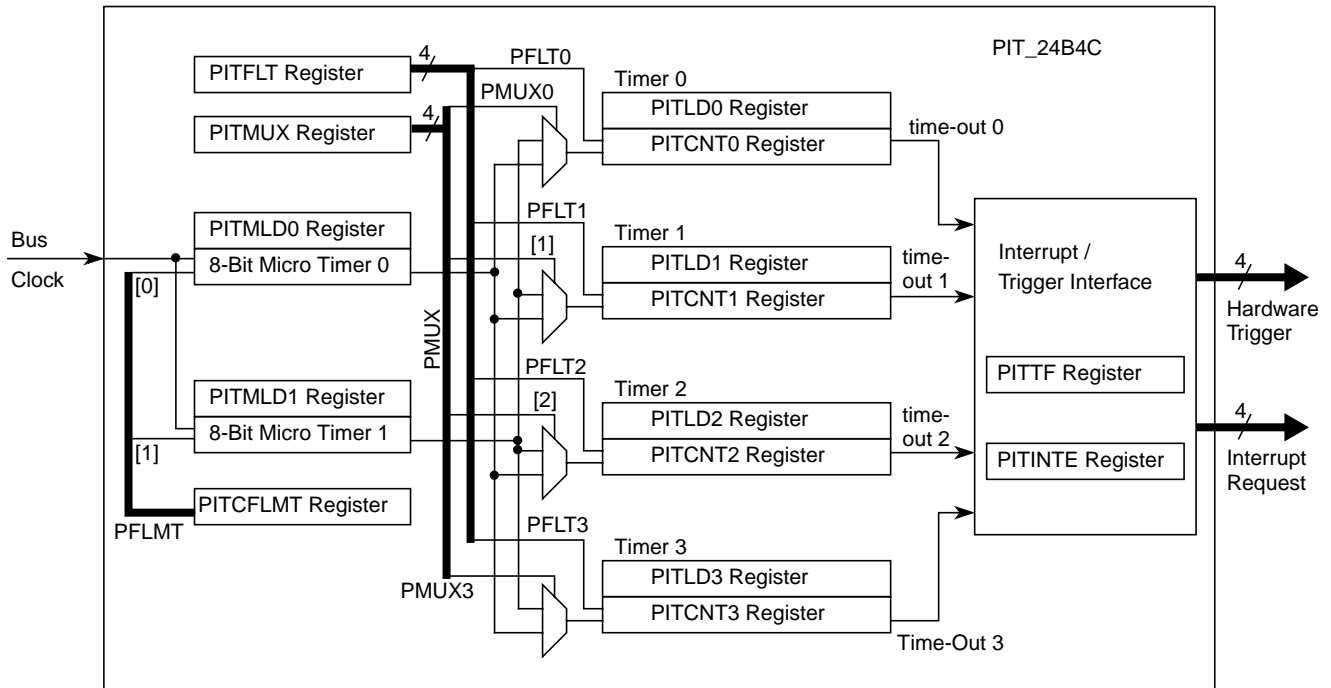 PIT_24B4C
4
PFLT0
PITFLT Register
Timer 0
PMUX0
PITLD0 Register
4
PITMUX Register
time-out 0
PITCNT0 Register
PFLT1
PITMLD0 Register
Timer 1
Bus
[1]
Interrupt /
8-Bit Micro Timer 0
PITLD1 Register
time-
out 1
4
Clock
[0]
Trigger Interface
PITCNT1 Register
Hardware
Trigger
PMUX
PFLT2
PITTF Register
PITMLD1 Register
Timer 2
[2]
4
8-Bit Micro Timer 1
PITLD2 Register
time-
out 2
[1]
PITCNT2 Register
PITINTE Register
Interrupt
Request
PITCFLMT Register
PFLMT
PFLT3
Timer 3
PITLD3 Register
PMUX3
PITCNT3 Register
Time-Out 3